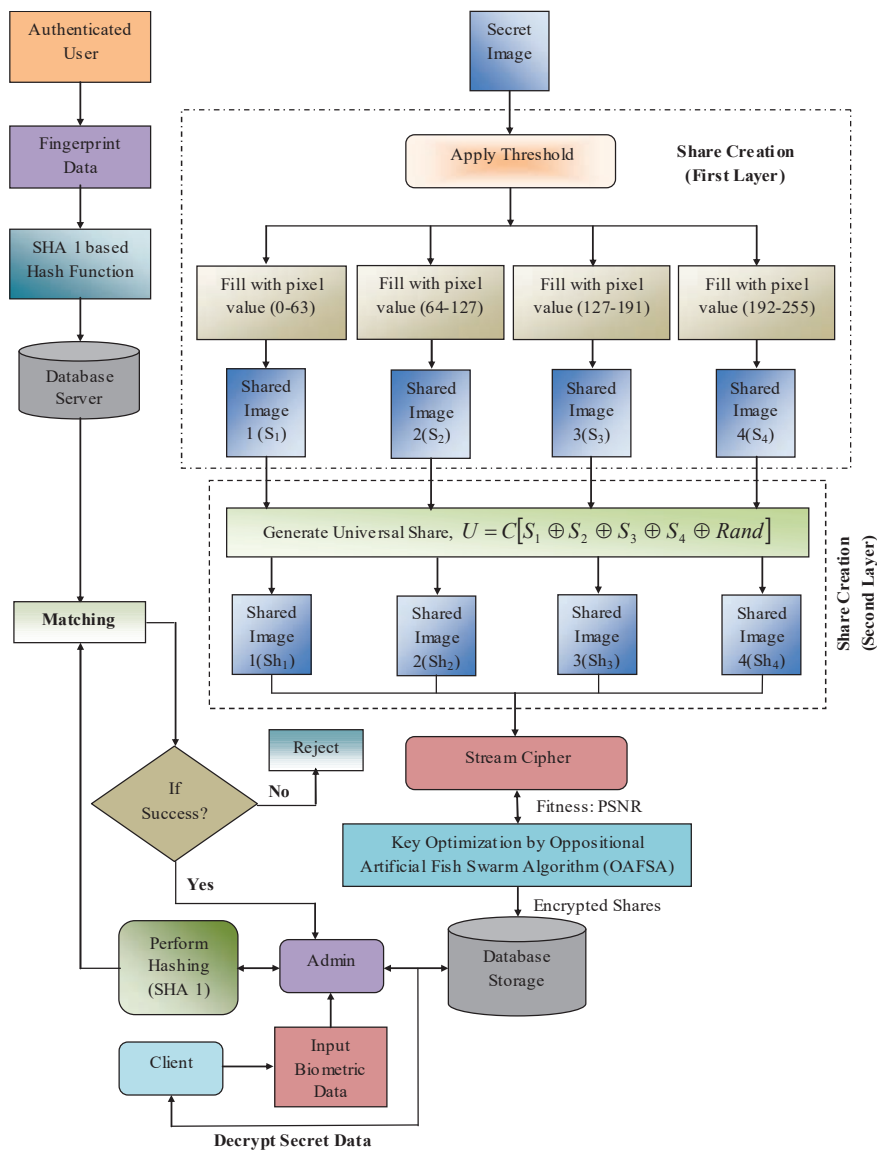 Authenticated
User
Fingerprint
Data
SHA 1 based
Hash Function
Database
Server
Secret
Image
Apply Threshold
Share Creation
(First Layer)
Fill with pixel
value (0-63)
Fill with pixel
value (64-127)
Fill with pixel
value (127-191)
Fill with pixel
value (192-255)
Shared
Image
1 (S₁)
Shared
Image
2(S₂)
Shared
Image
3(S₃)
Shared
Image
4(S₄)
Generate Universal Share, U = C[S₁ ⊕ S₂ ⊕ S₃ ⊕ S₄ ⊕ Rand]
Shared
Image
1(Sh₁)
Shared
Image
2(Sh₂)
Shared
Image
3(Sh₃)
Shared
Image
4(Sh₄)
Share Creation
(Second Layer)
Matching
If
Success?
No
Reject
Yes
Stream Cipher
Fitness: PSNR
Key Optimization by Oppositional
Artificial Fish Swarm Algorithm (OAFSA)
Encrypted Shares
Database
Storage
Perform
Hashing
(SHA 1)
Admin
Client
Input
Biometric
Data
Decrypt Secret Data